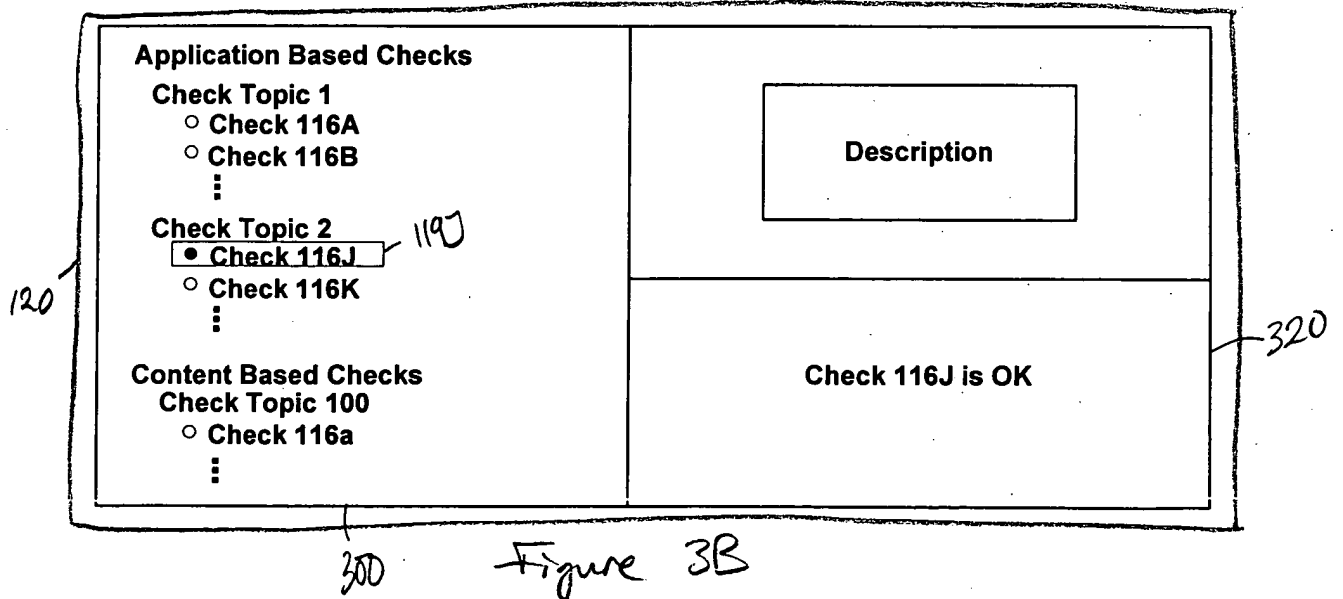 Application Based Checks
Check Topic 1
Check 116A
Check 116B
Check Topic 2
Check 116J
119J
Check 116K
Content Based Checks
Check Topic 100
Check 116a
Description
Check 116J is OK
120
320
300
Figure 3B